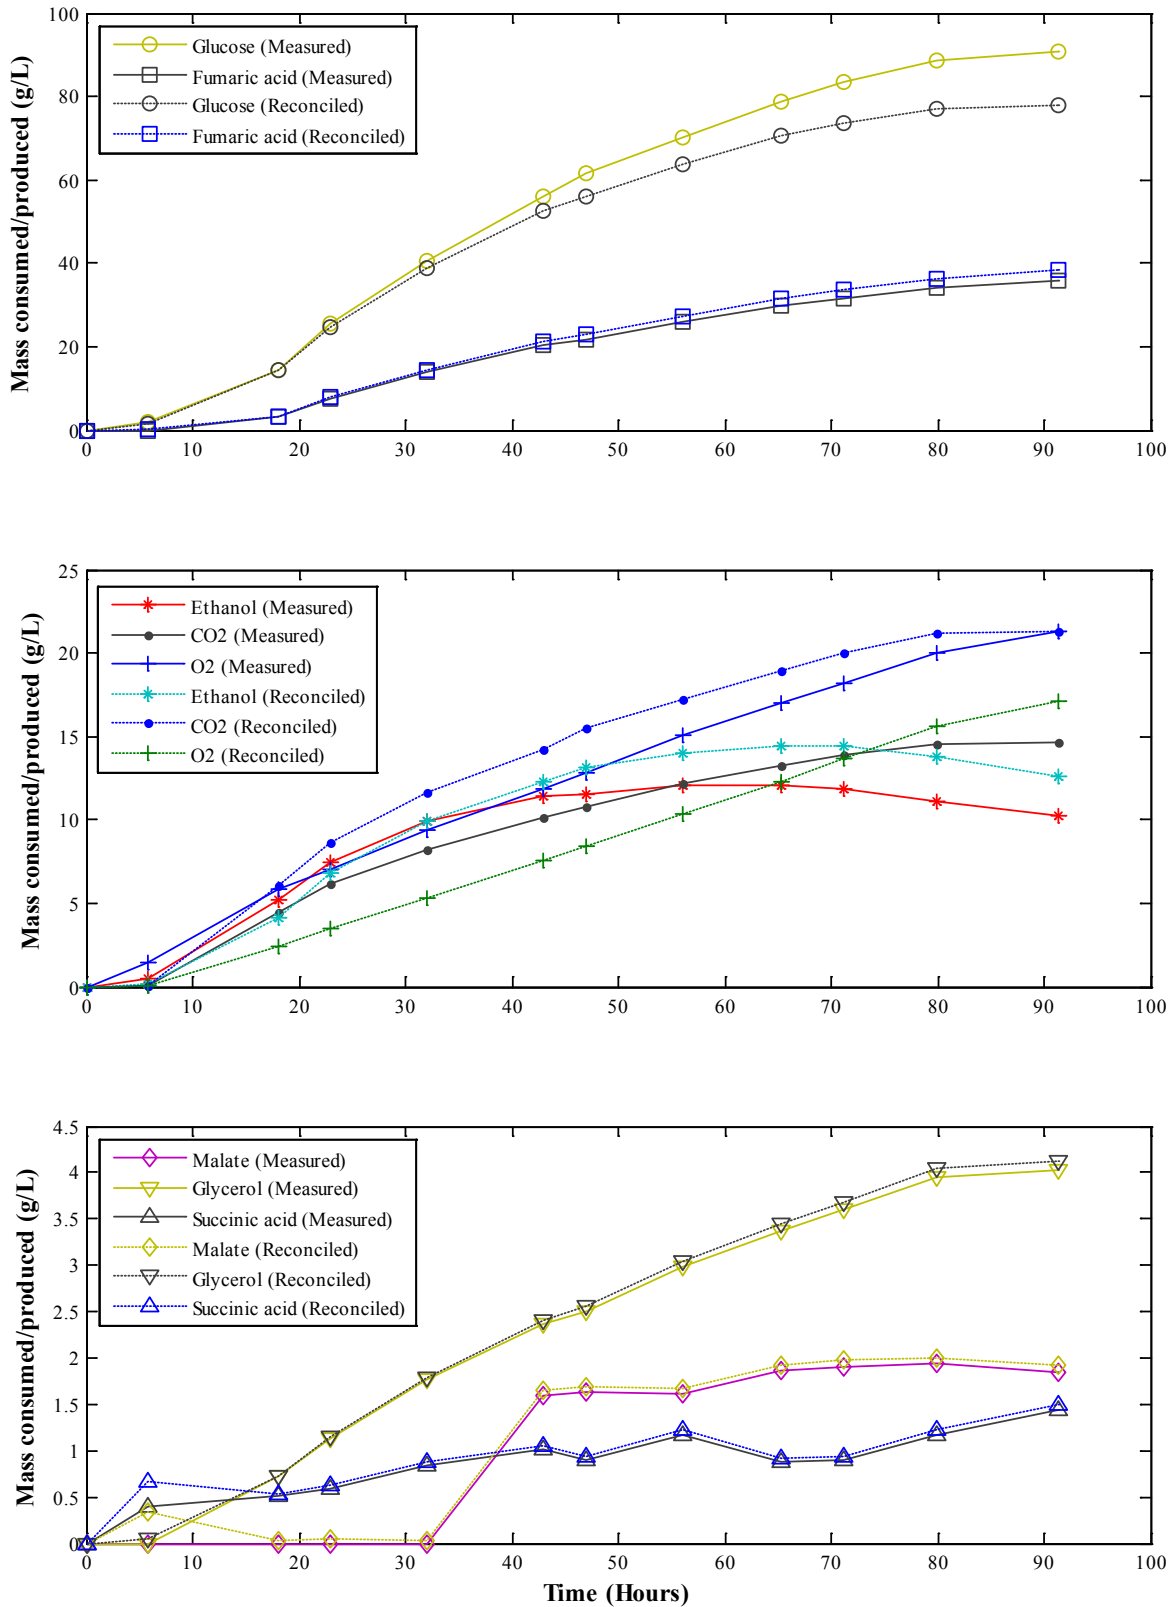 100
80
60
40
20
0
Mass consumed/produced (g/L)
Glucose (Measured)
Fumaric acid (Measured)
Glucose (Reconciled)
Fumaric acid (Reconciled)
0 10 20 30 40 50 60 70 80 90 100
25
20
15
10
5
0
Mass consumed/produced (g/L)
Ethanol (Measured)
CO2 (Measured)
O2 (Measured)
Ethanol (Reconciled)
CO2 (Reconciled)
O2 (Reconciled)
0 10 20 30 40 50 60 70 80 90 100
4.5
4
3.5
3
2.5
2
1.5
1
0.5
0
Mass consumed/produced (g/L)
Malate (Measured)
Glycerol (Measured)
Succinic acid (Measured)
Malate (Reconciled)
Glycerol (Reconciled)
Succinic acid (Reconciled)
0 10 20 30 40 50 60 70 80 90 100
Time (Hours)